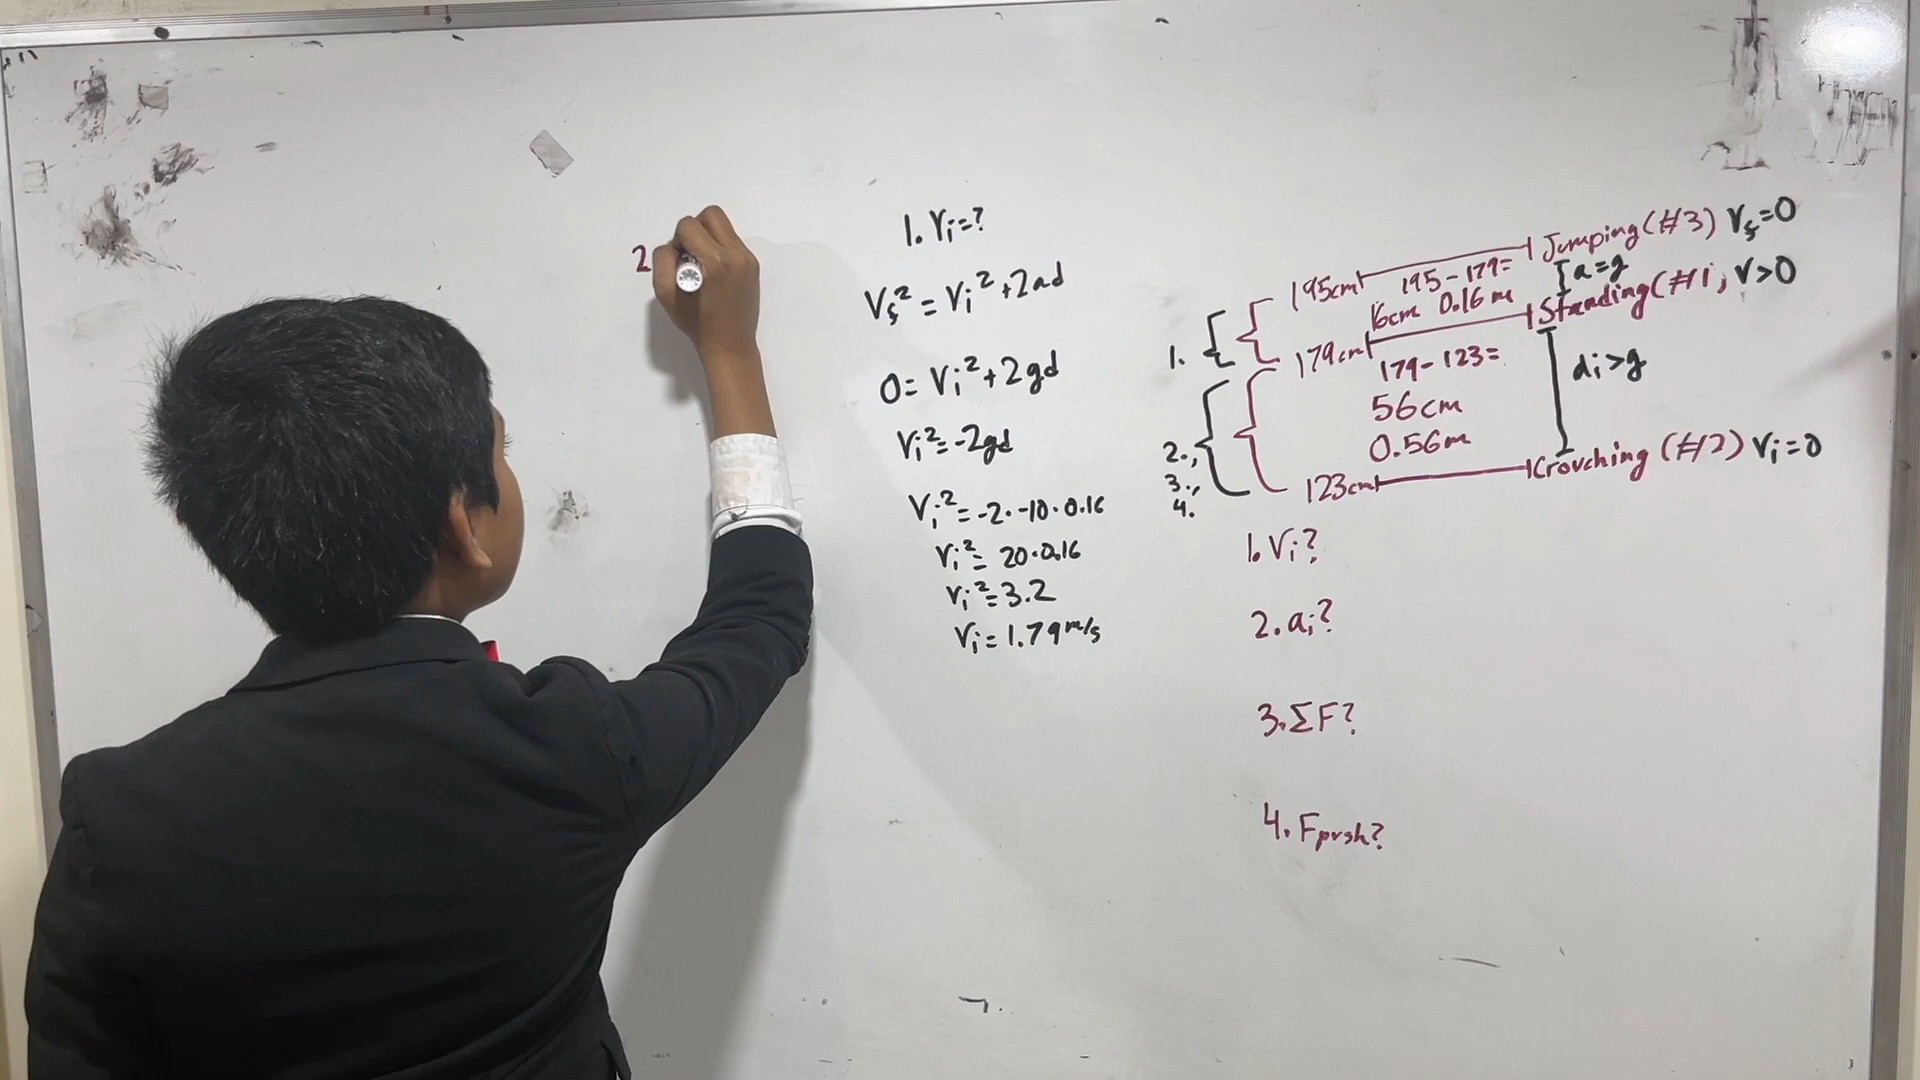 2
1. Vi=?
Vf² = Vi² + 2ad
0 = Vi² + 2gd
Vi² = -2gd
Vi² = -2 · -10 · 0.16
Vi² = 20 · 0.16
Vi² = 3.2
Vi = 1.79 m/s
Jumping (#3) Vf=0
195cm 195-179=
16cm 0.16m
a=g
Standing (#1) V>0
1.
179cm 179-123=
56cm
0.56m
di>g
2.,
3.,
4.
123cm Crouching (#2) Vi=0
1. Vi?
2. ai?
3. ΣF?
4. Fpush?